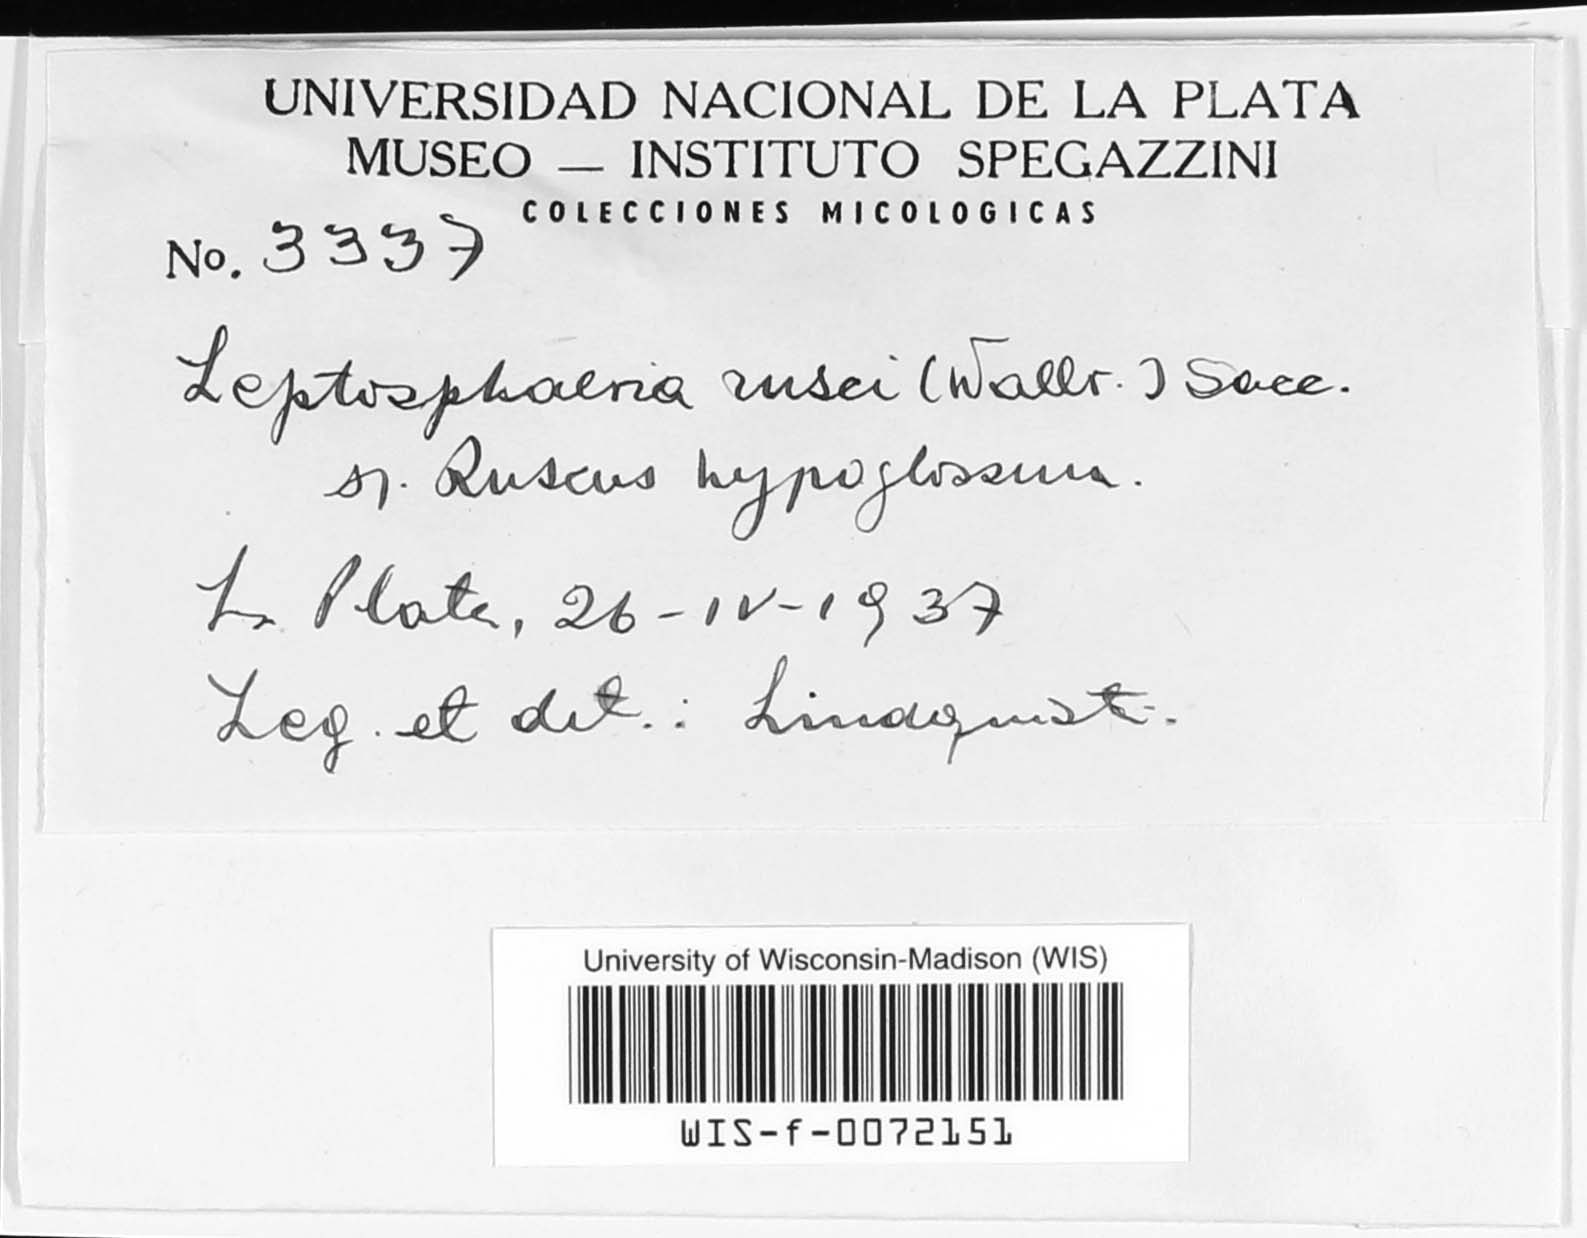 UNIVERSIDAD NACIONAL DE LA PLATA
MUSEO — INSTITUTO SPEGAZZINI
COLECCIONES MICOLOGICAS
No. 3337
Leptosphaeria rusci (Wallr.) Sacc.
s/. Ruscus hypoglossum.
La Plata, 26-IV-1937
Leg. et det.: Lindquist.
University of Wisconsin-Madison (WIS)
WIS-f-0072151